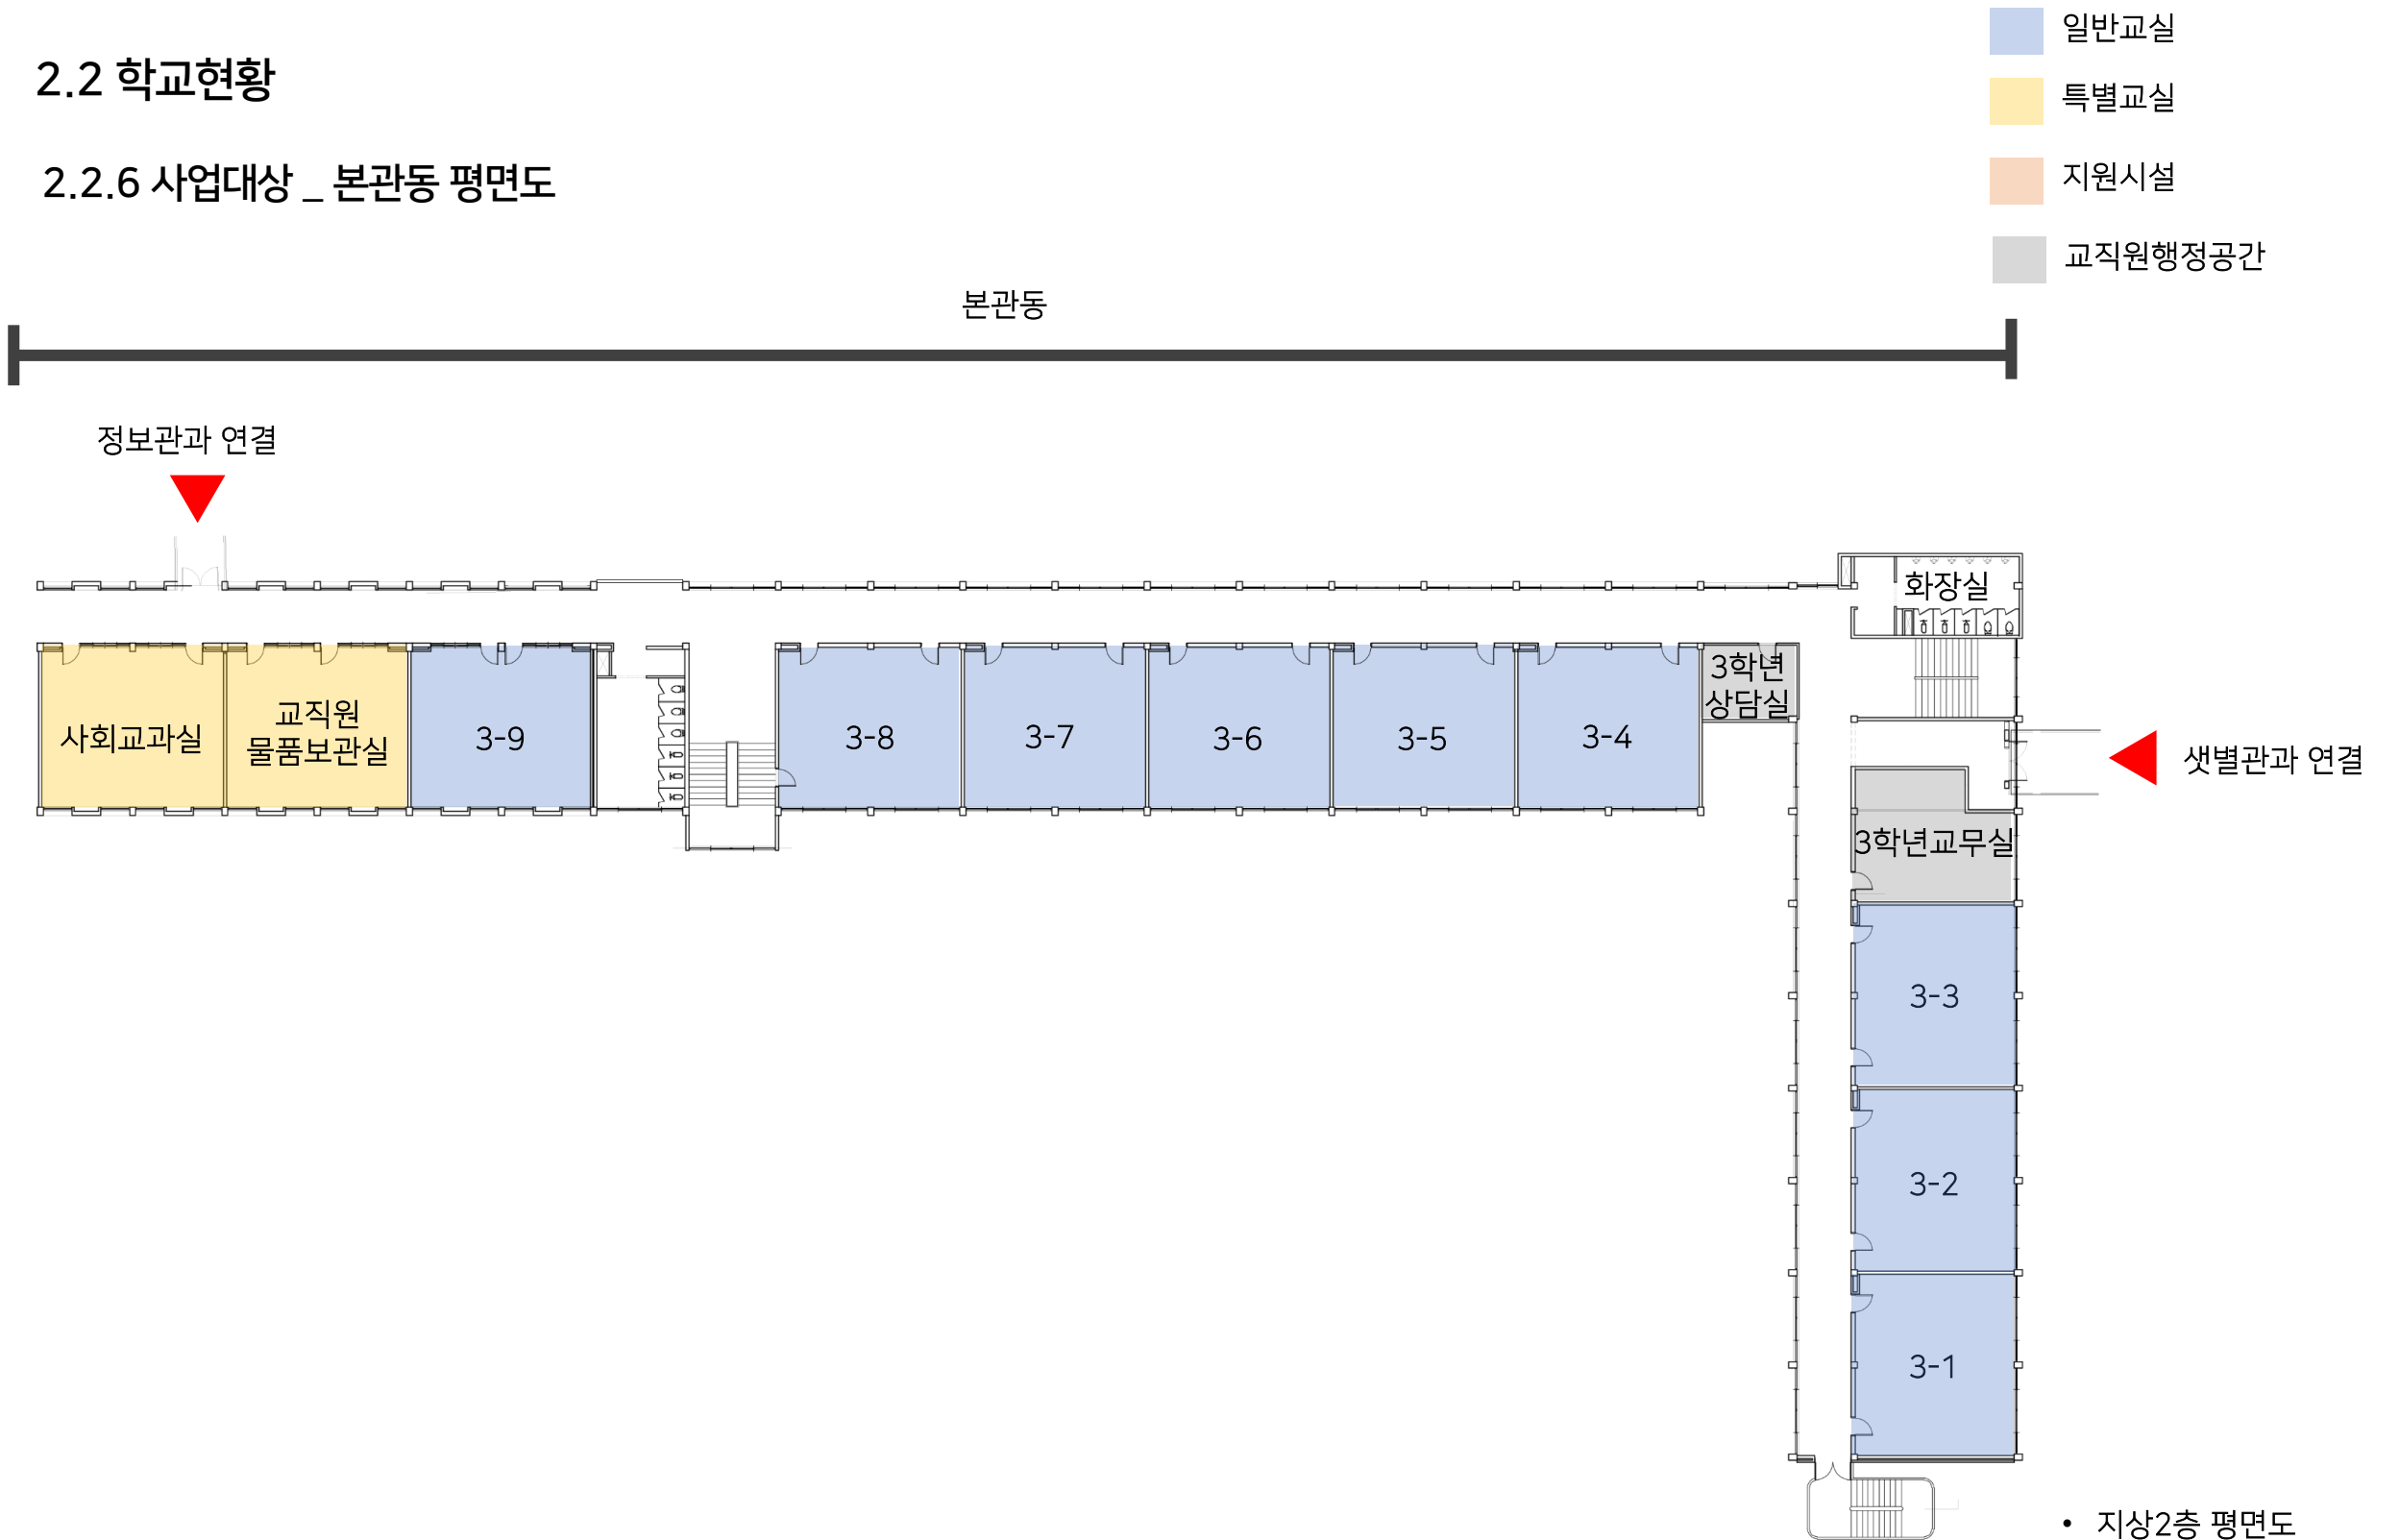 2.2 학교현황
2.2.6 사업대상 _ 본관동 평면도
일반교실
특별교실
지원시설
교직원행정공간
본관동
정보관과 연결
화장실
사회교과실
교직원
물품보관실
3-9
3-8
3-7
3-6
3-5
3-4
3학년
상담실
샛별관과 연결
3학년교무실
3-3
3-2
3-1
• 지상2층 평면도